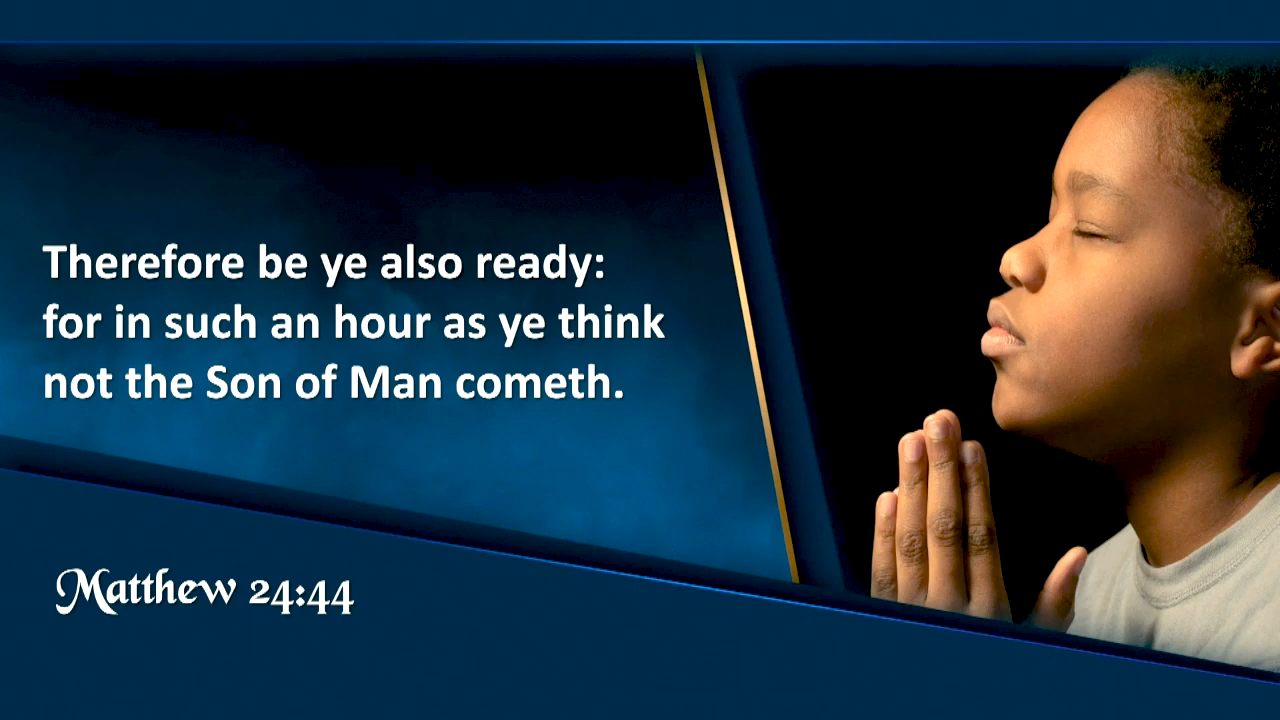 Therefore be ye also ready:
for in such an hour as ye think
not the Son of Man cometh.
Matthew 24:44